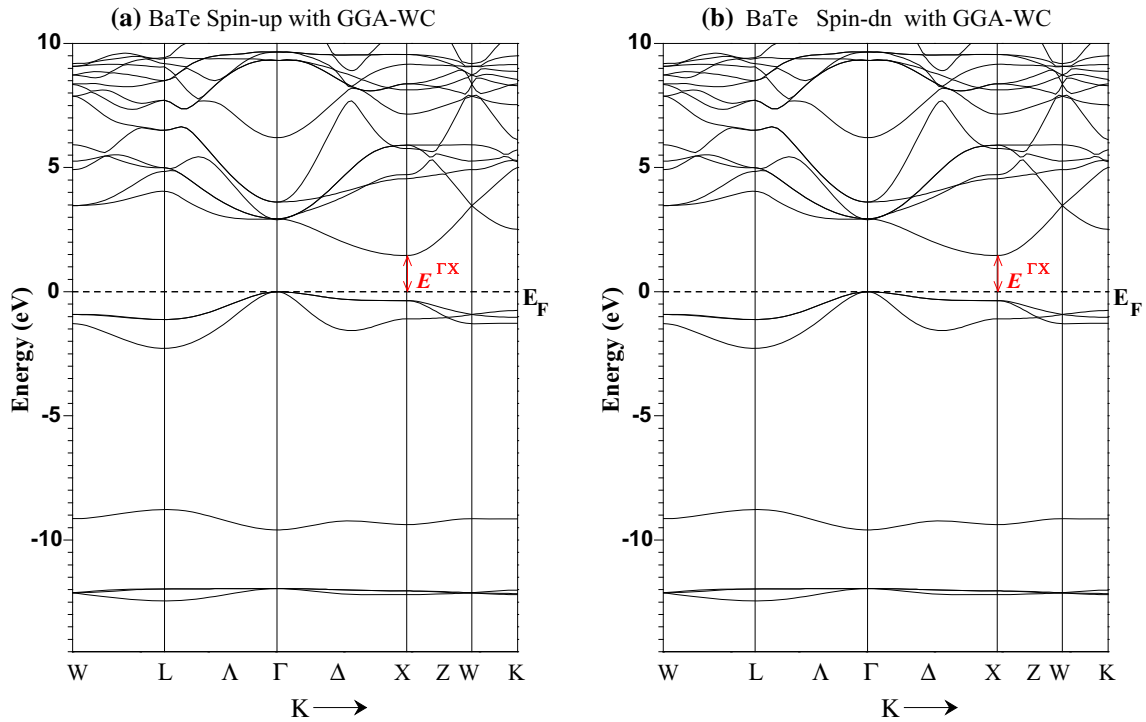 (a) BaTe Spin-up with GGA-WC
10
5
0
-5
-10
Energy (eV)
E ΓX
E_F
W L Λ Γ Δ X Z W K
K
(b) BaTe Spin-dn with GGA-WC
10
5
0
-5
-10
Energy (eV)
E ΓX
E_F
W L Λ Γ Δ X Z W K
K